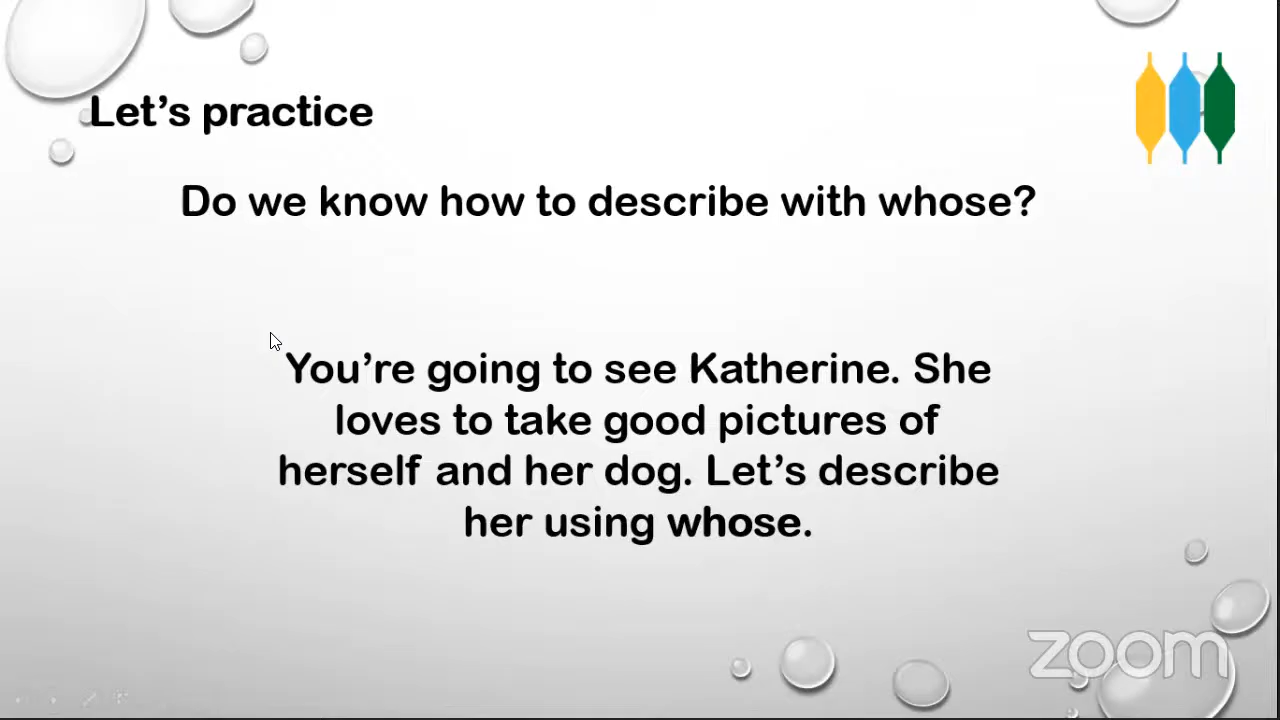 Let's practice
Do we know how to describe with whose?
You're going to see Katherine. She
loves to take good pictures of
herself and her dog. Let's describe
her using whose.
zoom